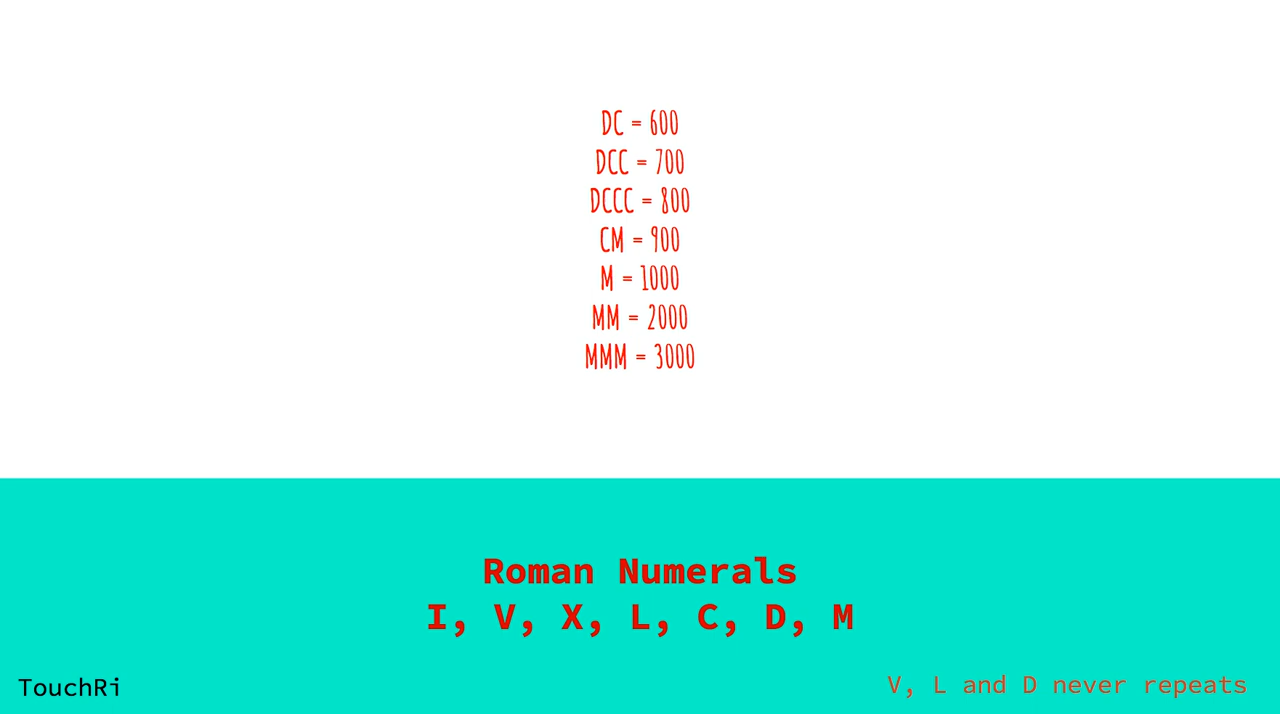 DC = 600
DCC = 700
DCCC = 800
CM = 900
M = 1000
MM = 2000
MMM = 3000
Roman Numerals
I, V, X, L, C, D, M
TouchRi
V, L and D never repeats